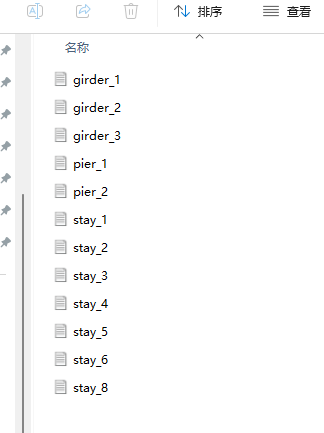 排序 查看
名称
girder_1
girder_2
girder_3
pier_1
pier_2
stay_1
stay_2
stay_3
stay_4
stay_5
stay_6
stay_8